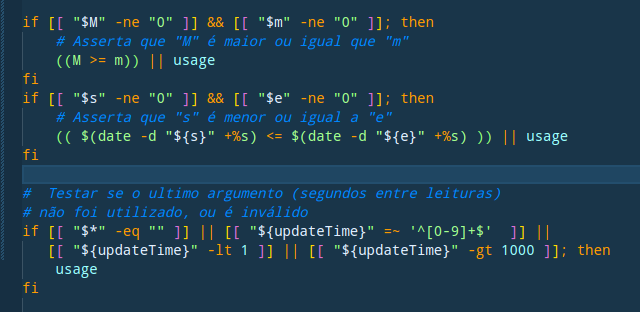 if [[ "$M" -ne "0" ]] && [[ "$m" -ne "0" ]]; then
    # Asserta que "M" é maior ou igual que "m"
    ((M >= m)) || usage
fi
if [[ "$s" -ne "0" ]] && [[ "$e" -ne "0" ]]; then
    # Asserta que "s" é menor ou igual a "e"
    (( $(date -d "${s}" +%s) <= $(date -d "${e}" +%s) )) || usage
fi
#  Testar se o ultimo argumento (segundos entre leituras)
# não foi utilizado, ou é inválido
if [[ "$*" -eq "" ]] || [[ "${updateTime}" =~ '^[0-9]+$'  ]] ||
   [[ "${updateTime}" -lt 1 ]] || [[ "${updateTime}" -gt 1000 ]]; then
    usage
fi